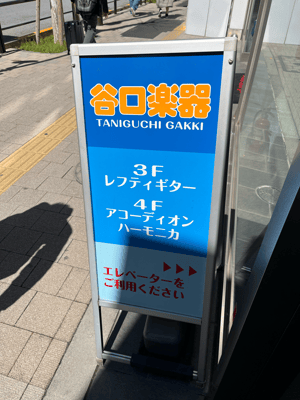 谷口楽器
TANIGUCHI GAKKI
3F
レフティギター
4F
アコーディオン
ハーモニカ
▶▶▶
エレベーターを
ご利用ください